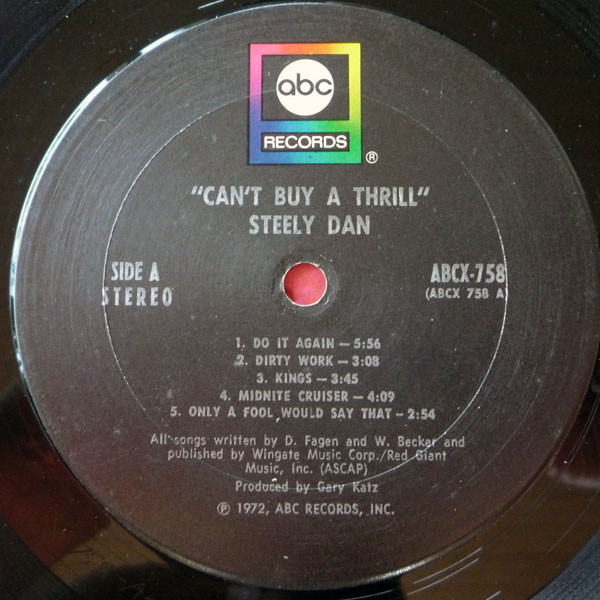 abc
RECORDS
®
"CAN'T BUY A THRILL"
STEELY DAN
SIDE A
STEREO
ABCX-758
(ABCX 758 A)
1. DO IT AGAIN — 5:56
2. DIRTY WORK — 3:08
3. KINGS — 3:45
4. MIDNITE CRUISER — 4:09
5. ONLY A FOOL WOULD SAY THAT — 2:54
All songs written by D. Fagen and W. Becker and
published by Wingate Music Corp./Red Giant
Music, Inc. (ASCAP)
Produced by Gary Katz
℗ 1972, ABC RECORDS, INC.